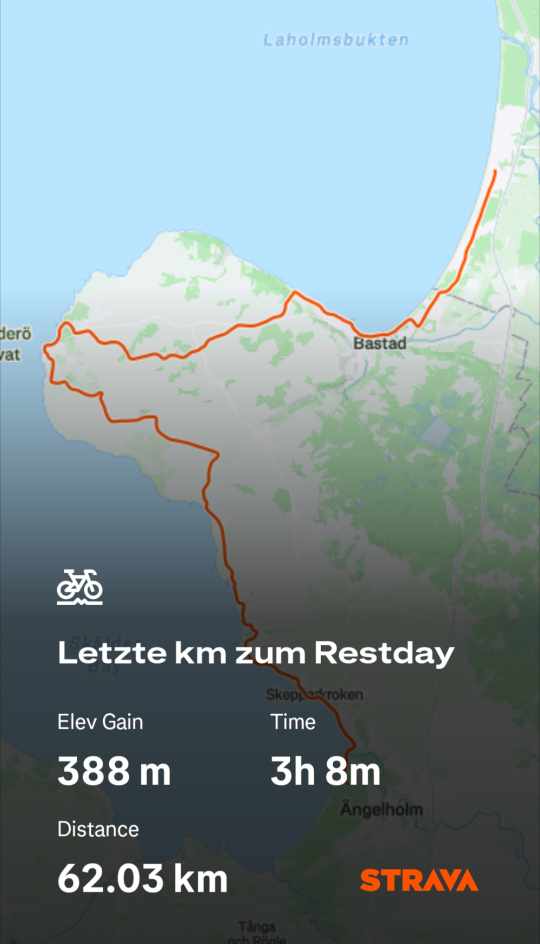 Laholmsbukten
derö
vat
Bastad
Letzte km zum Restday
Skepparkroken
Elev Gain
Time
388 m
3h 8m
Ängelholm
Distance
62.03 km
STRAVA
Tånga
och Rögle